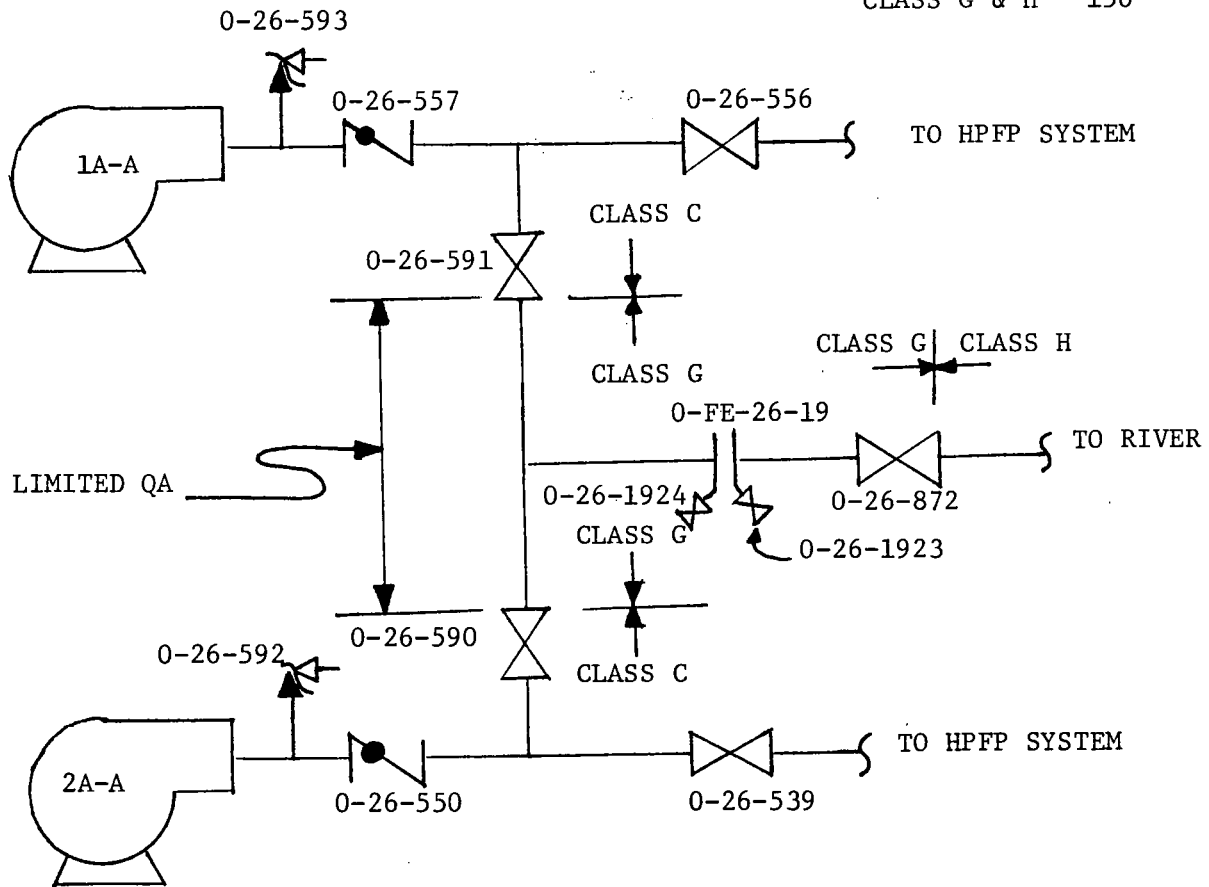 CLASS G & H 150
0-26-593
0-26-557
0-26-556
1A-A
TO HPFP SYSTEM
CLASS C
0-26-591
CLASS G
CLASS G
CLASS H
0-FE-26-19
TO RIVER
LIMITED QA
0-26-1924
0-26-872
CLASS G
0-26-1923
0-26-590
0-26-592
CLASS C
TO HPFP SYSTEM
2A-A
0-26-550
0-26-539